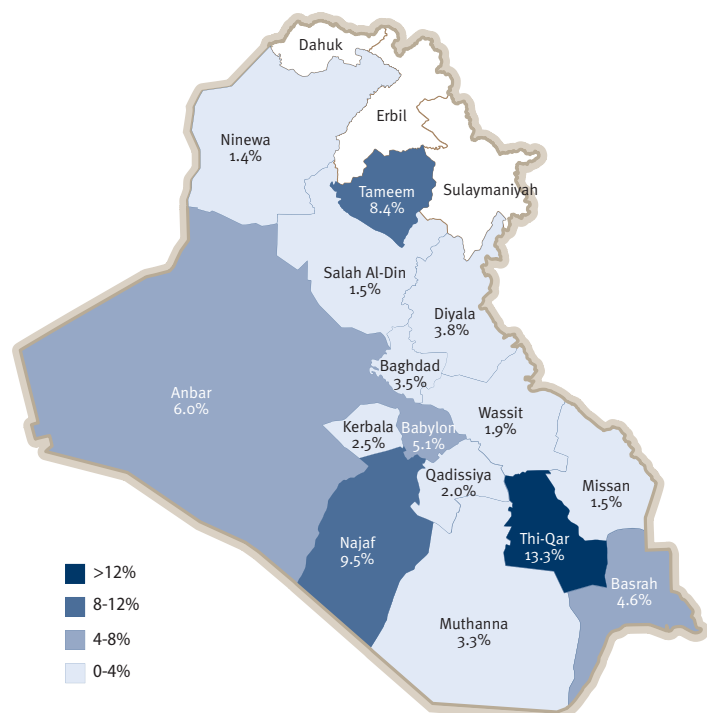 Dahuk
Erbil
Ninewa
1.4%
Sulaymaniyah
Tameem
8.4%
Salah Al-Din
1.5%
Diyala
3.8%
Baghdad
3.5%
Anbar
6.0%
Wassit
1.9%
Kerbala
2.5%
Babylon
5.1%
Qadissiya
2.0%
Missan
1.5%
Najaf
9.5%
Thi-Qar
13.3%
Basrah
4.6%
Muthanna
3.3%
>12%
8-12%
4-8%
0-4%